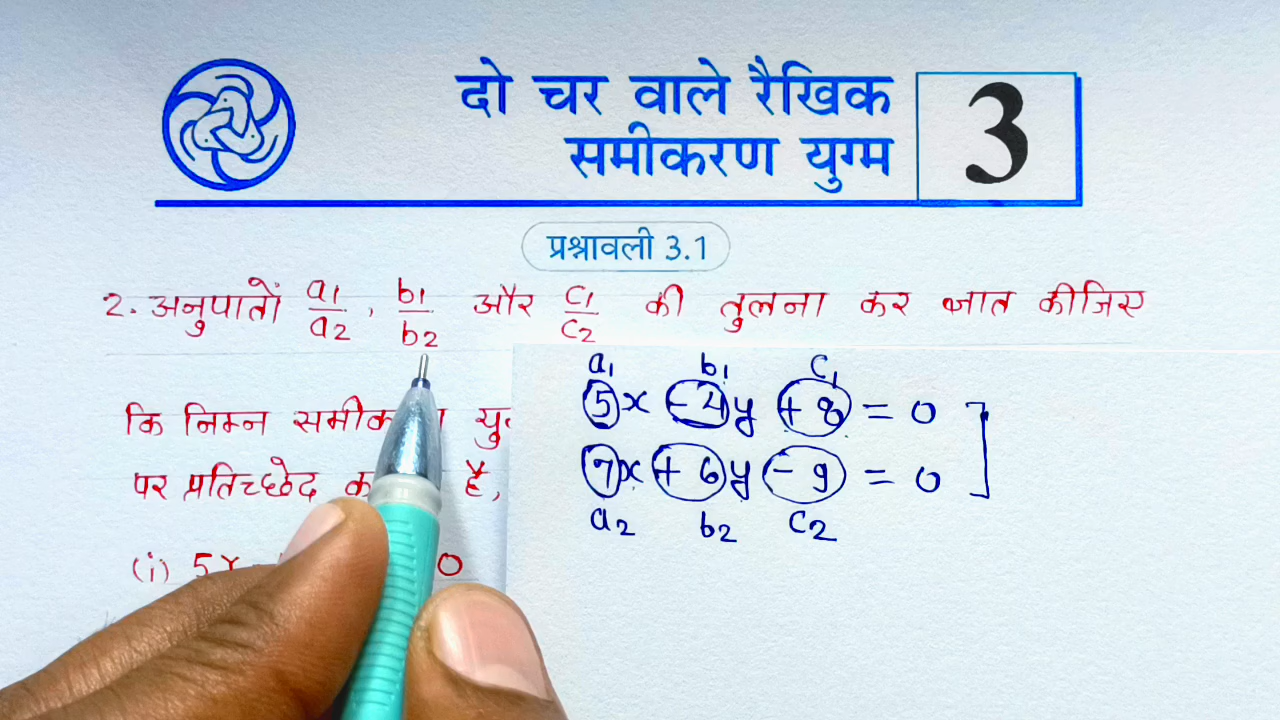 दो चर वाले रैखिक
समीकरण युग्म
3
प्रश्नावली 3.1
2. अनुपातों a1/a2, b1/b2 और c1/c2 की तुलना कर ज्ञात कीजिए
कि निम्न
पर प्रतिच्छेद है,
(i) 5x 0
a1 b1 c1
5x - 4y + 8 = 0
7x + 6y - 9 = 0
a2 b2 c2